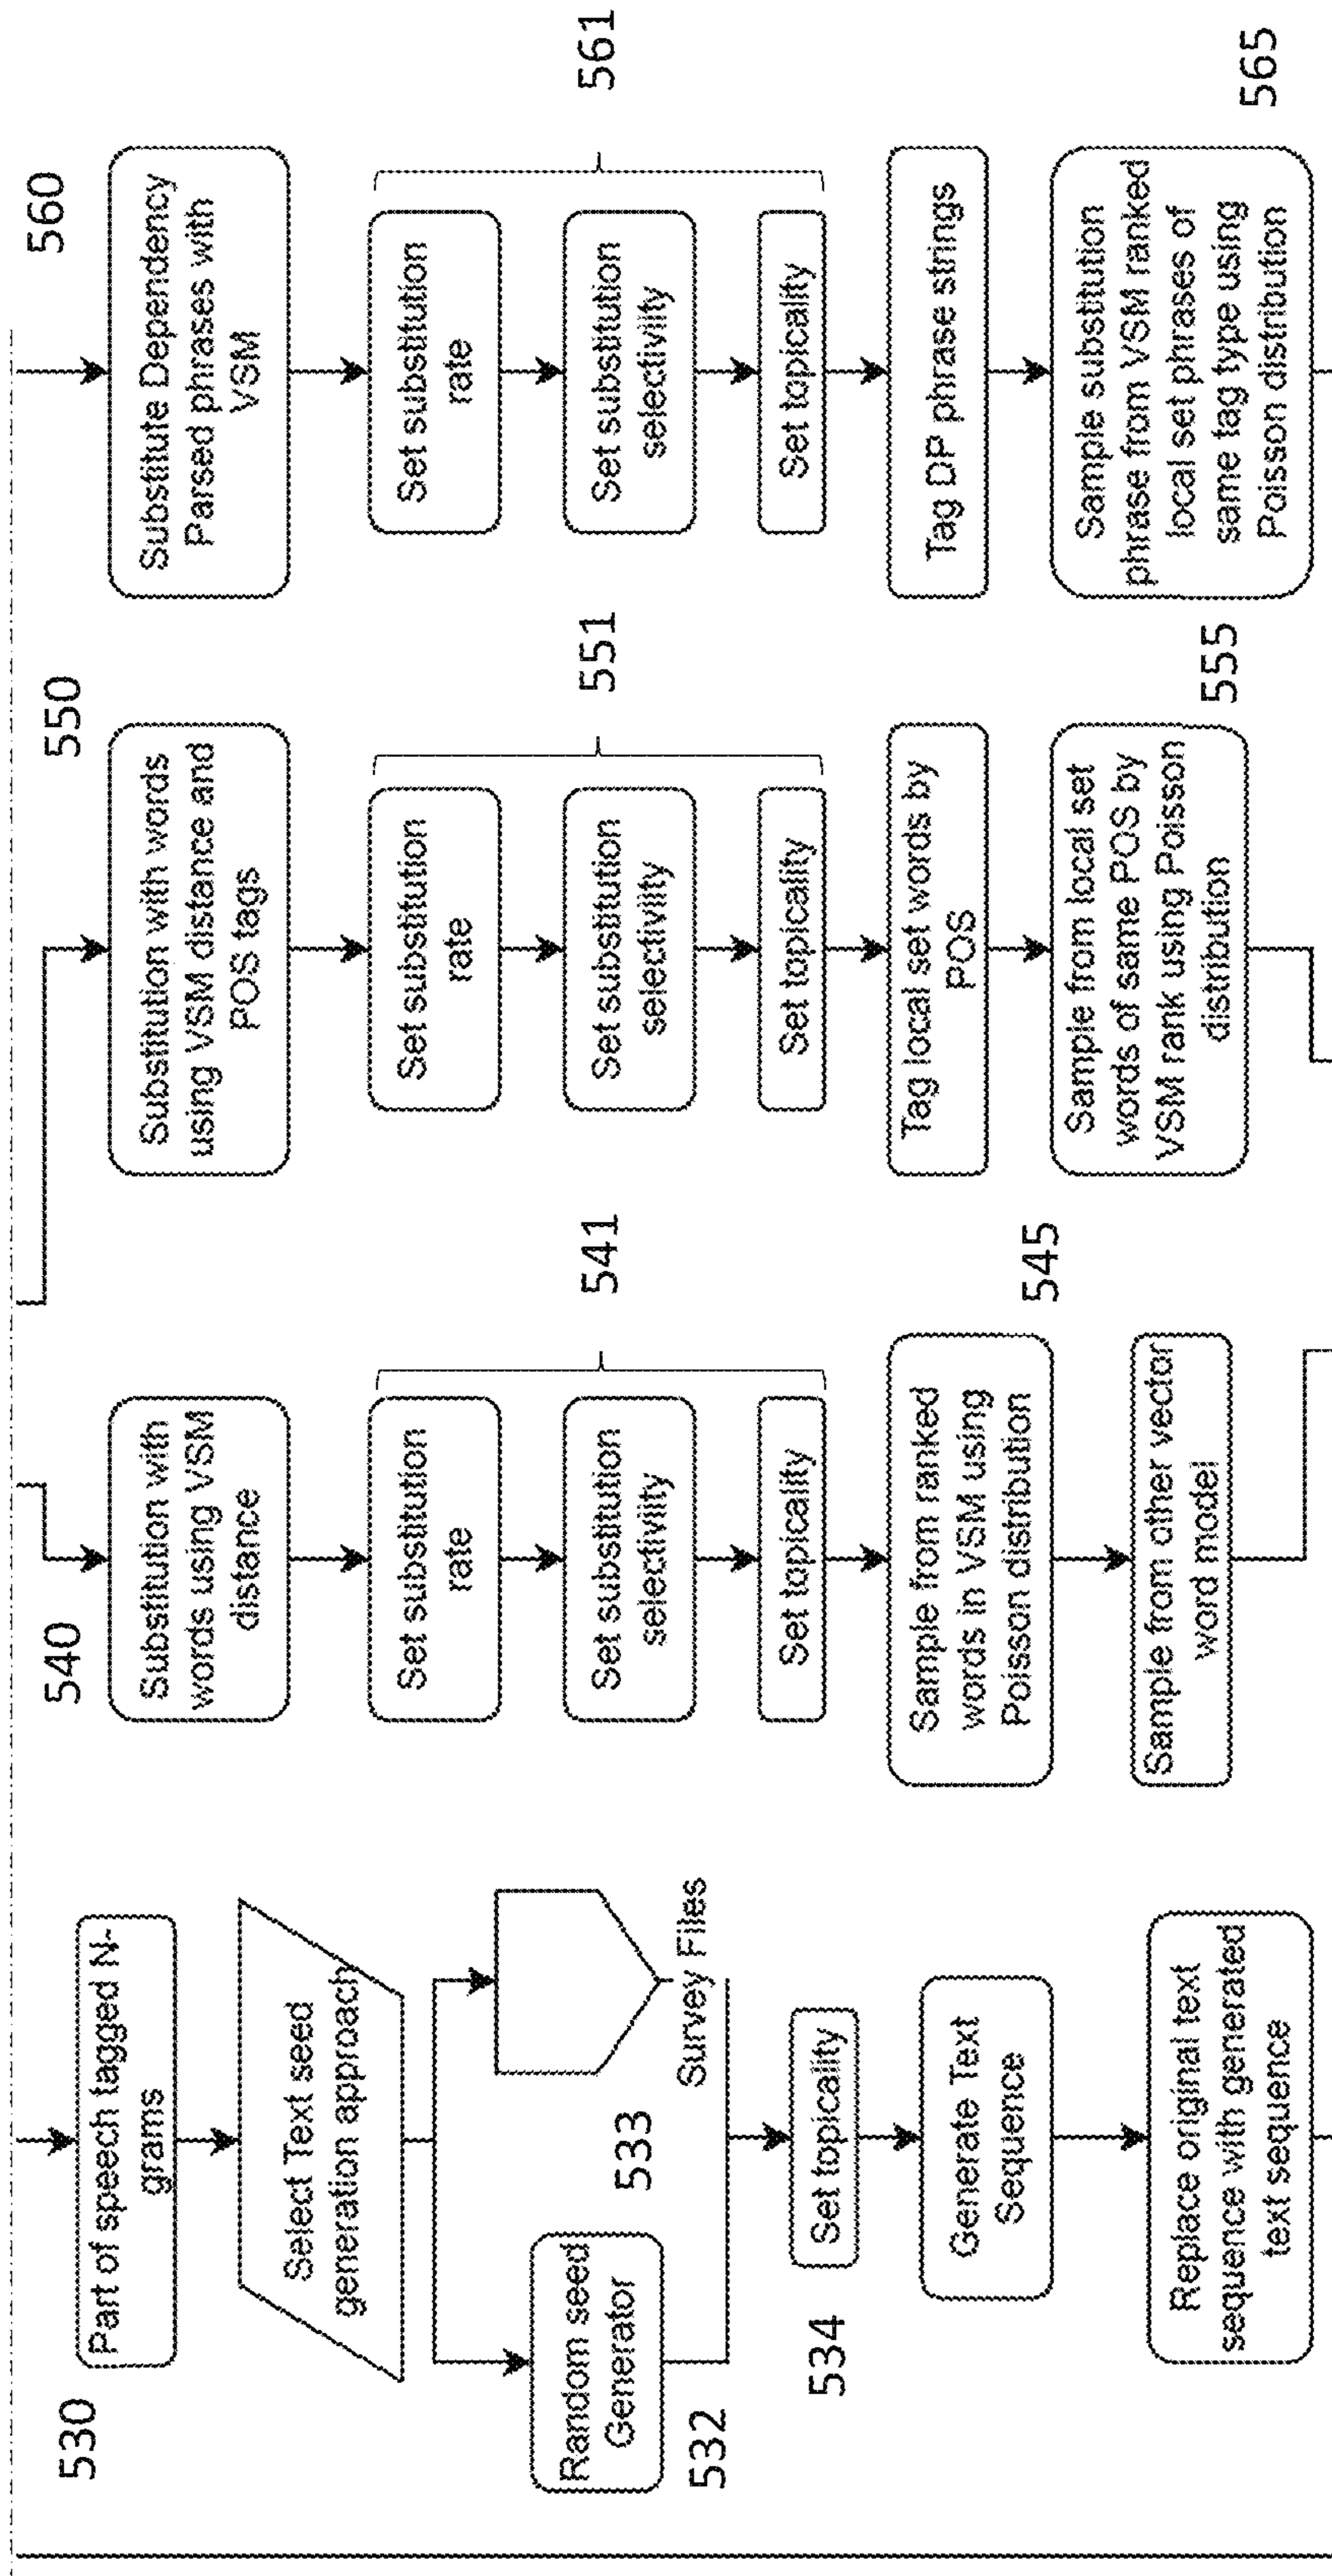 530
Part of speech tagged N-
grams
Select Text seed
generation approach
Random seed
Generator
532
533
Survey Files
534
Set topicality
Generate Text
Sequence
Replace original text
sequence with generated
text sequence
540
Substitution with
words using VSM
distance
Set substitution
rate
Set substitution
selectivity
Set topicality
541
Sample from ranked
words in VSM using
Poisson distribution
545
Sample from other vector
word model
550
Substitution with words
using VSM distance and
POS tags
Set substitution
rate
Set substitution
selectivity
Set topicality
551
Tag local set words by
POS
Sample from local set
words of same POS by
VSM rank using Poisson
distribution
555
560
Substitute Dependency
Parsed phrases with
VSM
Set substitution
rate
Set substitution
selectivity
Set topicality
561
Tag DP phrase strings
Sample substitution
phrase from VSM ranked
local set phrases of
same tag type using
Poisson distribution
565